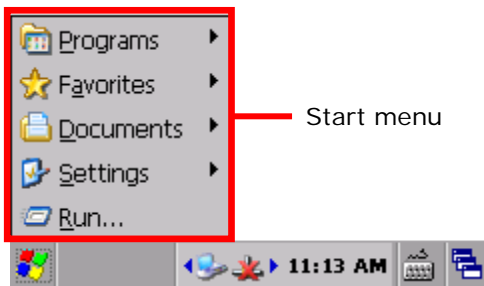 Programs
Favorites
Start menu
Documents
Settings
Run...
11:13 AM